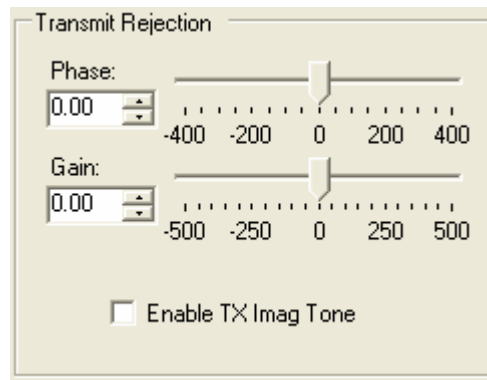 Transmit Rejection
Phase:
0.00
-400 -200 0 200 400
Gain:
0.00
-500 -250 0 250 500
Enable TX Imag Tone